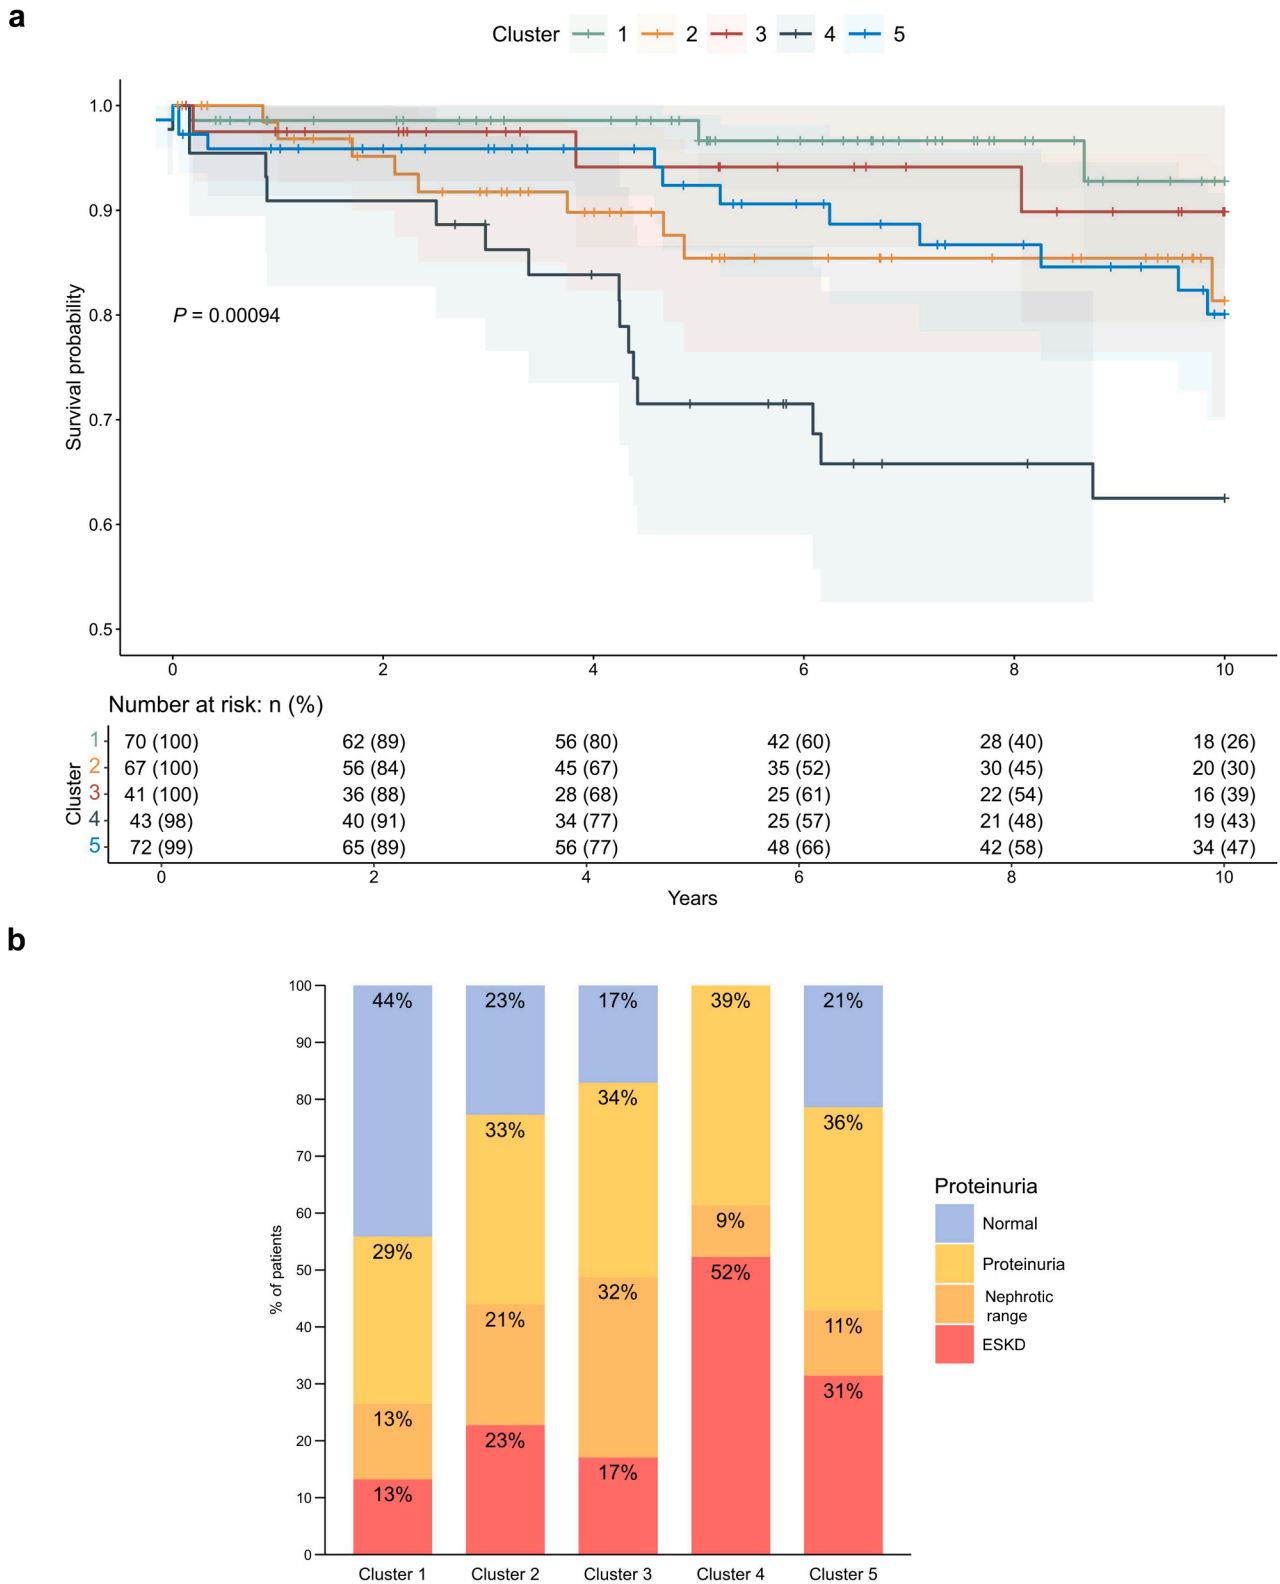 a
Cluster 1 2 3 4 5
1.0
0.9
0.8
0.7
0.6
0.5
Survival probability
P = 0.00094
0 2 4 6 8 10
Number at risk: n (%)
Cluster
1 70 (100) 62 (89) 56 (80) 42 (60) 28 (40) 18 (26)
2 67 (100) 56 (84) 45 (67) 35 (52) 30 (45) 20 (30)
3 41 (100) 36 (88) 28 (68) 25 (61) 22 (54) 16 (39)
4 43 (98) 40 (91) 34 (77) 25 (57) 21 (48) 19 (43)
5 72 (99) 65 (89) 56 (77) 48 (66) 42 (58) 34 (47)
0 2 4 6 8 10
Years
b
100
90
80
70
60
50
40
30
20
10
0
% of patients
44%
29%
13%
13%
23%
33%
21%
23%
17%
34%
32%
17%
39%
9%
52%
21%
36%
11%
31%
Cluster 1 Cluster 2 Cluster 3 Cluster 4 Cluster 5
Proteinuria
Normal
Proteinuria
Nephrotic
range
ESKD